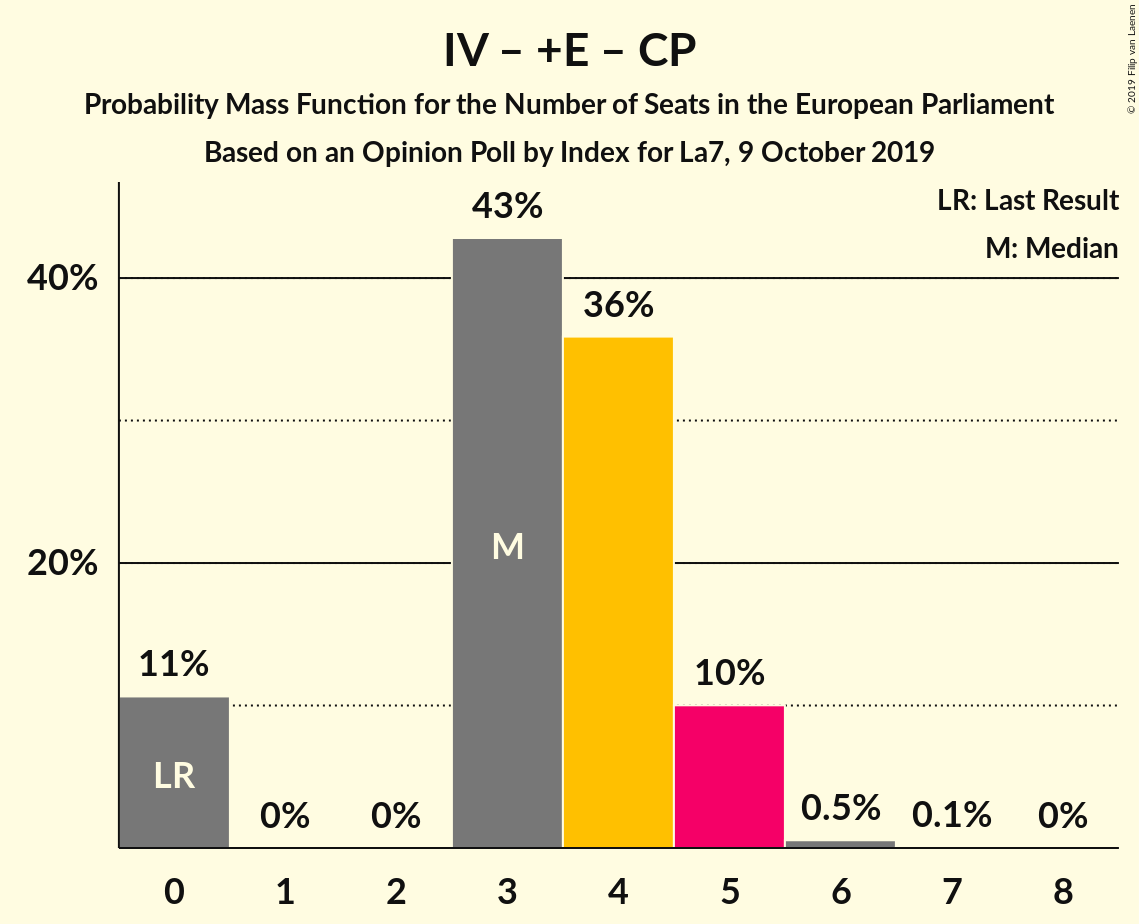 IV – +E – CP
Probability Mass Function for the Number of Seats in the European Parliament
Based on an Opinion Poll by Index for La7, 9 October 2019
© 2019 Filip van Laenen
LR: Last Result
M: Median
43%
40%
36%
M
20%
11%
10%
LR
0%
0%
0.5%
0.1%
0%
0 1 2 3 4 5 6 7 8